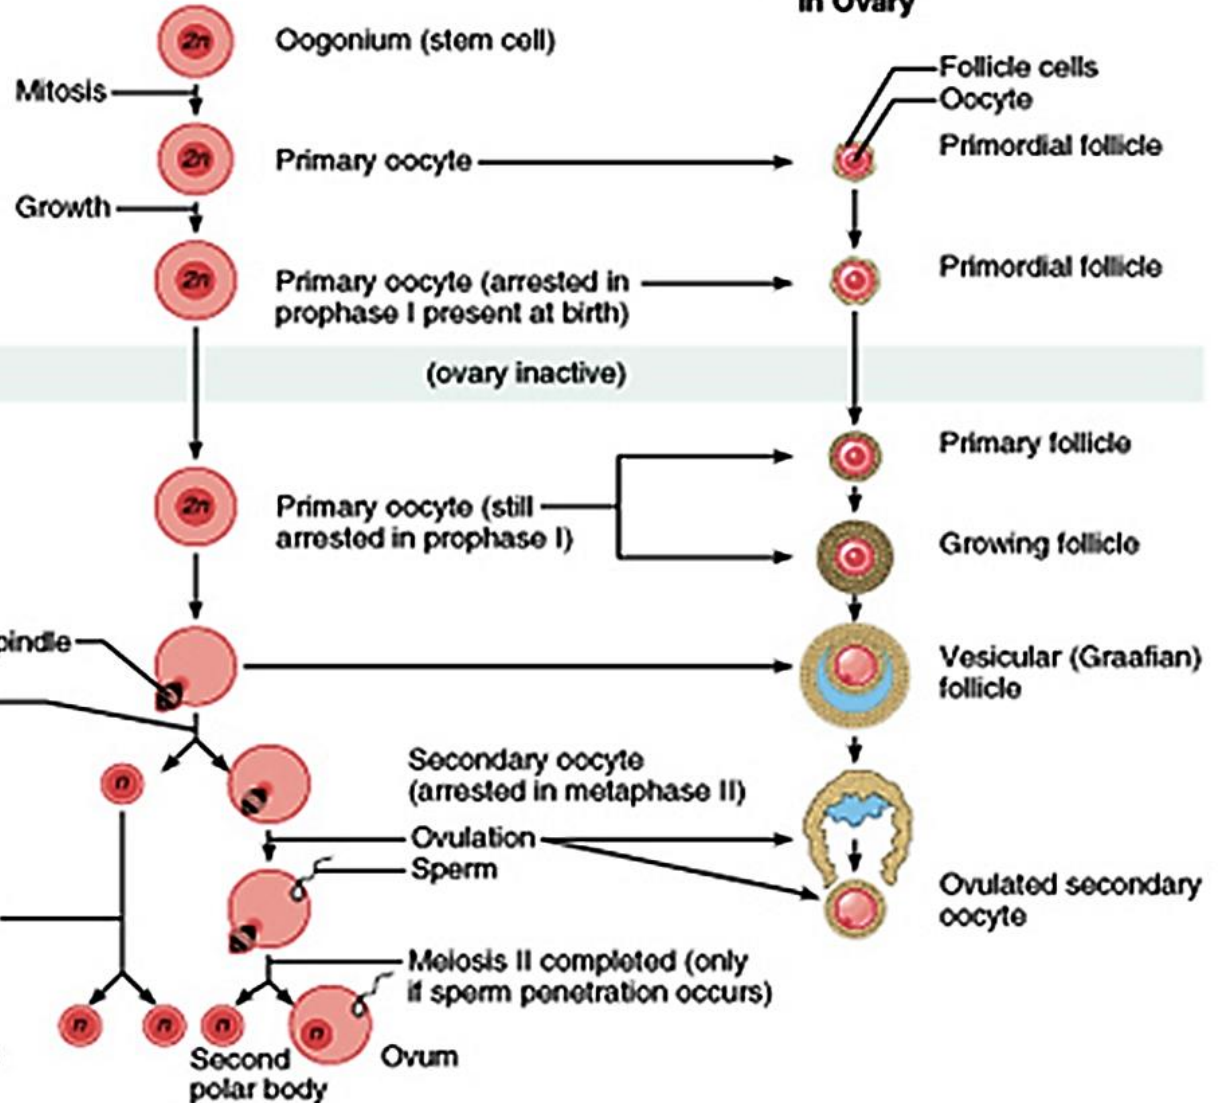 in Ovary
2n
Oogonium (stem cell)
Follicle cells
Mitosis
Oocyte
2n
Primary oocyte
Primordial follicle
Growth
2n
Primary oocyte (arrested in
prophase I present at birth)
Primordial follicle
(ovary inactive)
Primary follicle
2n
Primary oocyte (still
arrested in prophase I)
Growing follicle
pindle
Vesicular (Graafian)
follicle
n
Secondary oocyte
(arrested in metaphase II)
Ovulation
Sperm
Ovulated secondary
oocyte
Meiosis II completed (only
if sperm penetration occurs)
n
n
n
n
Second
polar body
Ovum